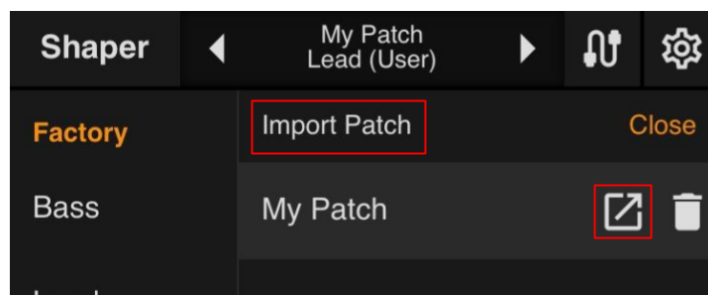 Shaper
My Patch
Lead (User)
Factory
Import Patch
Close
Bass
My Patch